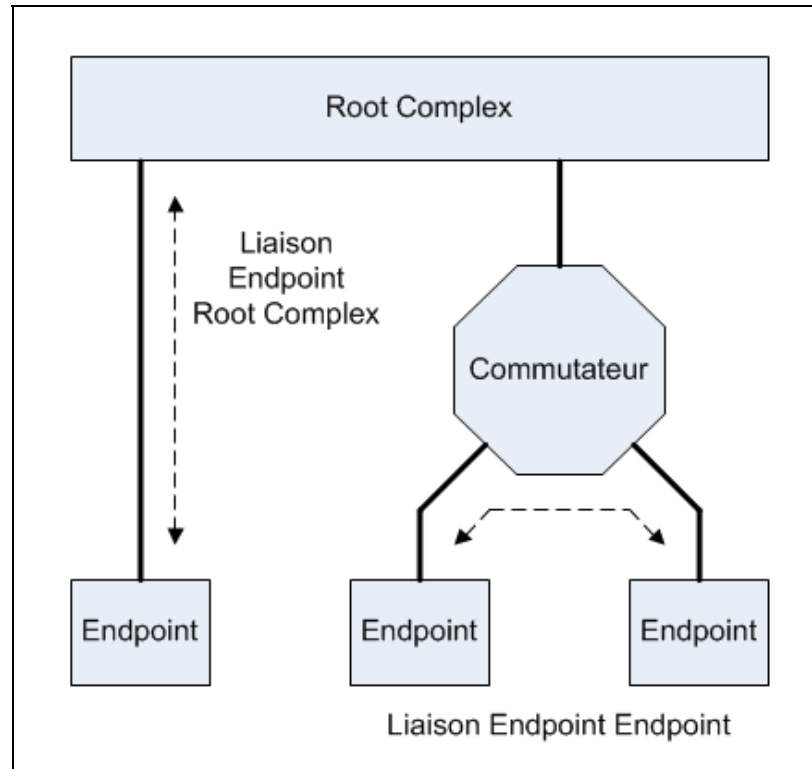 Root Complex
Liaison
Endpoint
Root Complex
Commutateur
Endpoint
Endpoint
Endpoint
Liaison Endpoint Endpoint